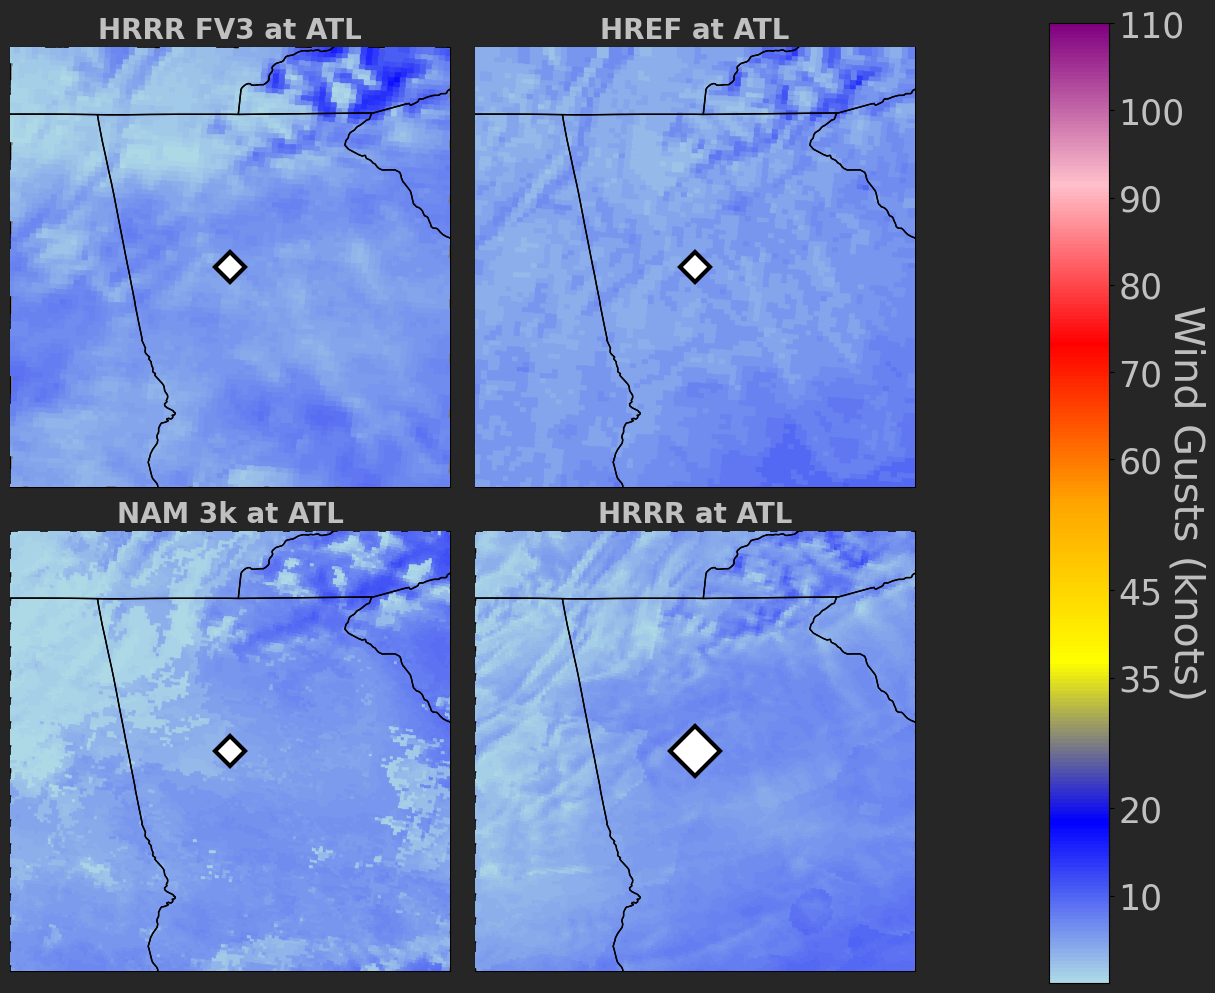 HRRR FV3 at ATL
HREF at ATL
NAM 3k at ATL
HRRR at ATL
110
100
90
80
70
60
45
35
20
10
Wind Gusts (knots)